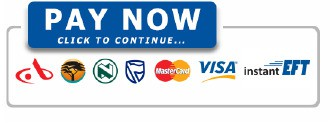 PAY NOW
CLICK TO CONTINUE...
MasterCard VISA instant EFT